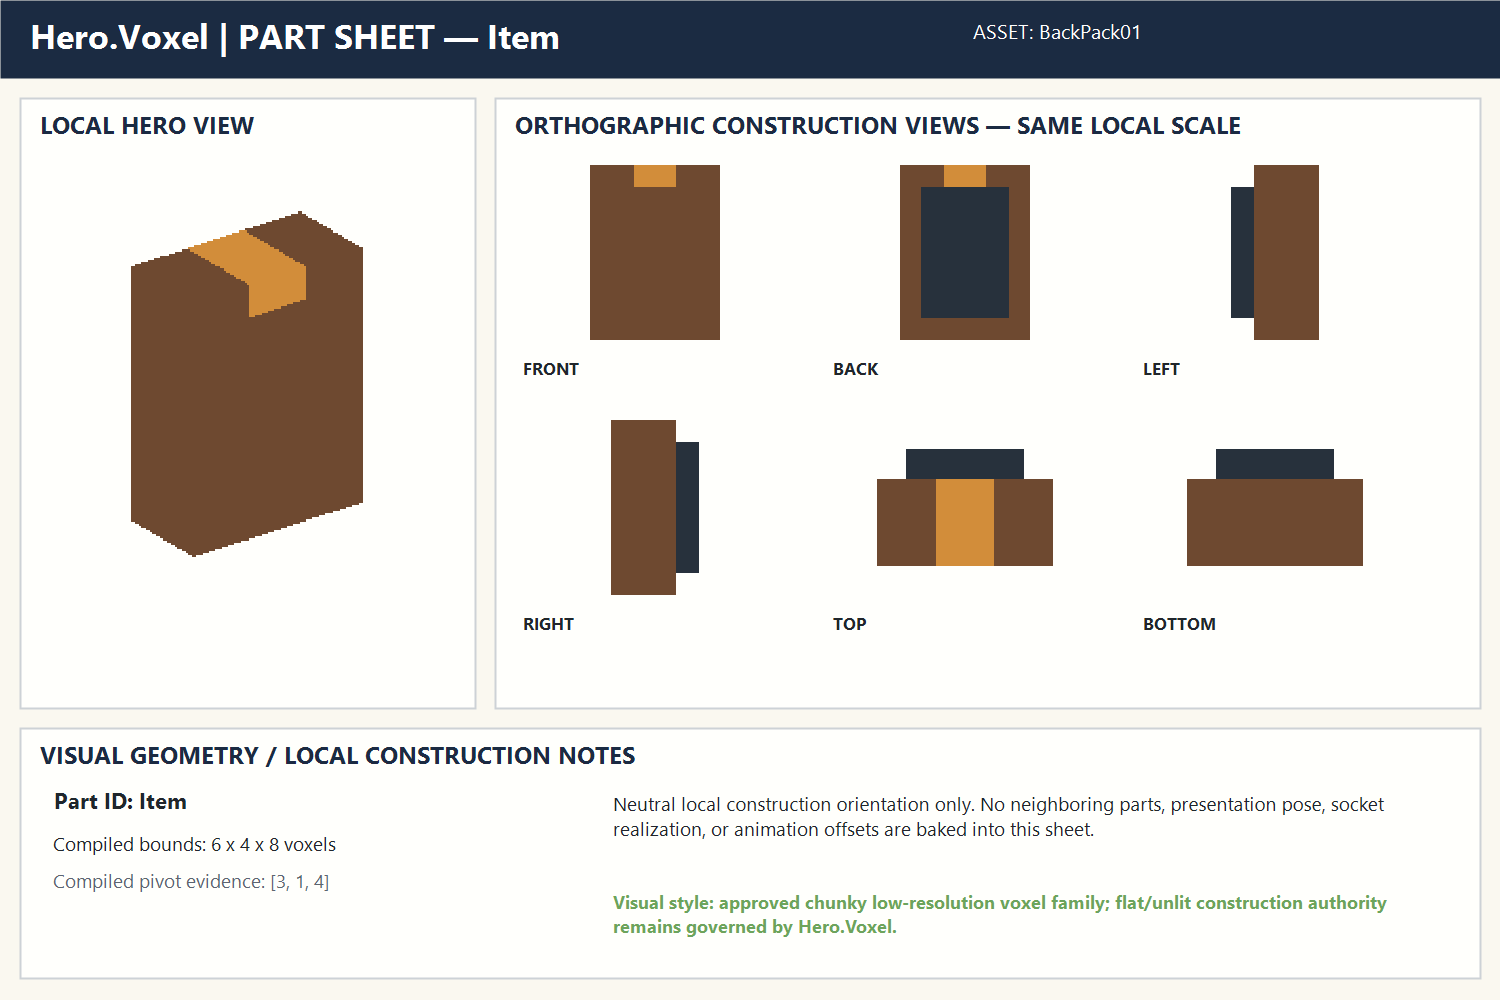 Hero.Voxel | PART SHEET — Item
ASSET: BackPack01
LOCAL HERO VIEW
ORTHOGRAPHIC CONSTRUCTION VIEWS — SAME LOCAL SCALE
FRONT
BACK
LEFT
RIGHT
TOP
BOTTOM
VISUAL GEOMETRY / LOCAL CONSTRUCTION NOTES
Part ID: Item
Compiled bounds: 6 x 4 x 8 voxels
Compiled pivot evidence: [3, 1, 4]
Neutral local construction orientation only. No neighboring parts, presentation pose, socket
realization, or animation offsets are baked into this sheet.
Visual style: approved chunky low-resolution voxel family; flat/unlit construction authority
remains governed by Hero.Voxel.